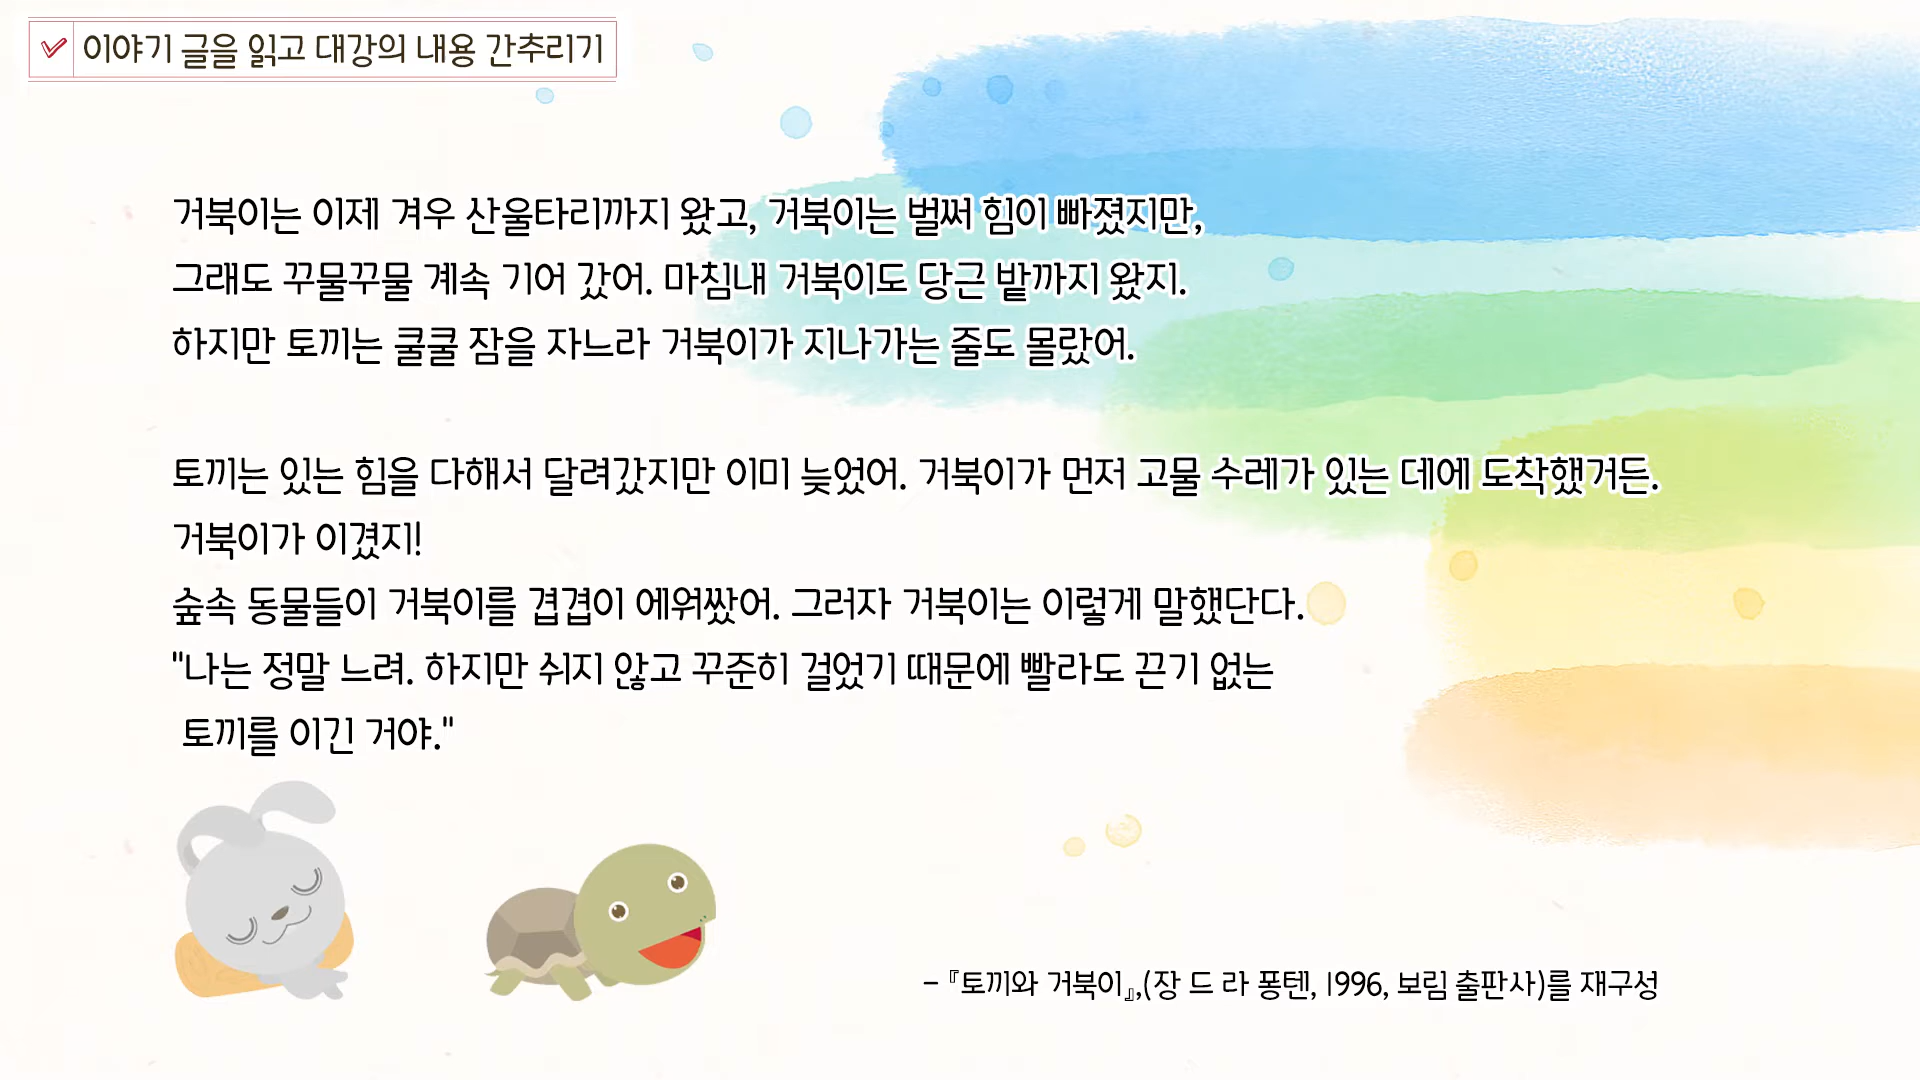 이야기 글을 읽고 대강의 내용 간추리기
거북이는 이제 겨우 산울타리까지 왔고, 거북이는 벌써 힘이 빠졌지만,
그래도 꾸물꾸물 계속 기어 갔어. 마침내 거북이도 당근 밭까지 왔지.
하지만 토끼는 쿨쿨 잠을 자느라 거북이가 지나가는 줄도 몰랐어.
토끼는 있는 힘을 다해서 달려갔지만 이미 늦었어. 거북이가 먼저 고물 수레가 있는 데에 도착했거든.
거북이가 이겼지!
숲속 동물들이 거북이를 겹겹이 에워쌌어. 그러자 거북이는 이렇게 말했단다.
"나는 정말 느려. 하지만 쉬지 않고 꾸준히 걸었기 때문에 빨라도 끈기 없는
토끼를 이긴 거야."
- 『토끼와 거북이』,(장 드 라 퐁텐, 1996, 보림 출판사)를 재구성